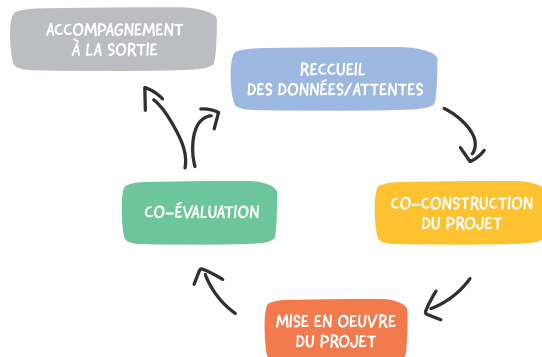 ACCOMPAGNEMENT
À LA SORTIE
RECCUEIL
DES DONNÉES/ATTENTES
CO-CONSTRUCTION
DU PROJET
CO-ÉVALUATION
MISE EN OEUVRE
DU PROJET